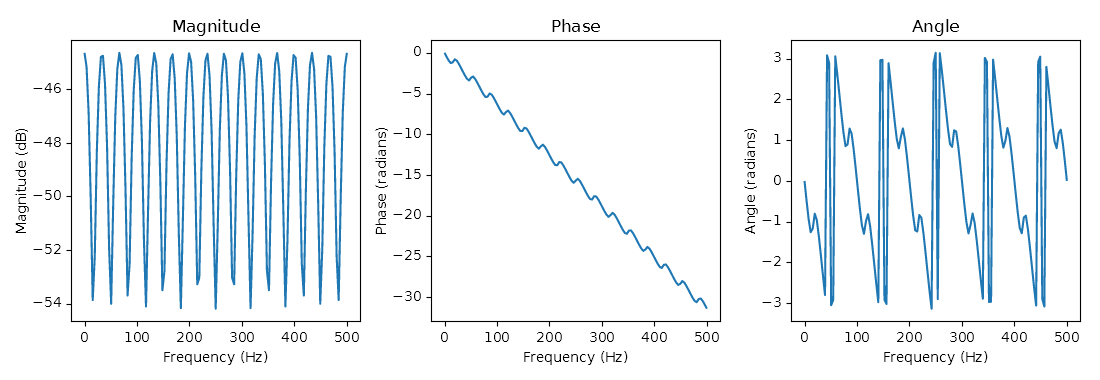 Magnitude
Magnitude (dB)
−46
−48
−50
−52
−54
0 100 200 300 400 500
Frequency (Hz)
Phase
Phase (radians)
0
−5
−10
−15
−20
−25
−30
0 100 200 300 400 500
Frequency (Hz)
Angle
Angle (radians)
3
2
1
0
−1
−2
−3
0 100 200 300 400 500
Frequency (Hz)